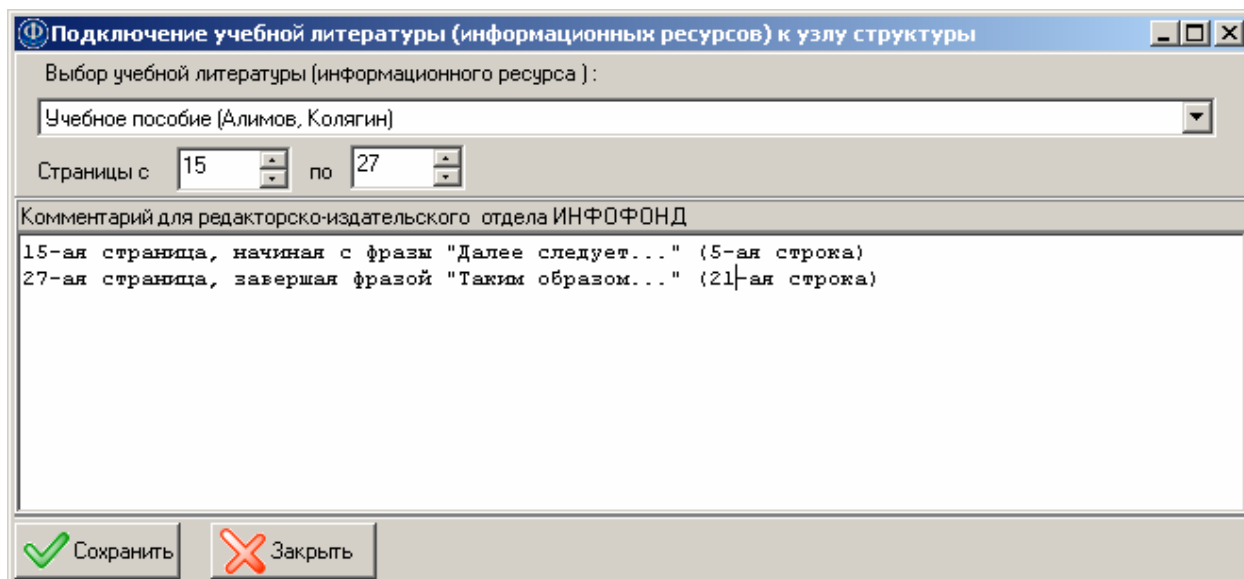 Подключение учебной литературы (информационных ресурсов) к узлу структуры
Выбор учебной литературы (информационного ресурса ) :
Учебное пособие (Алимов, Колягин)
Страницы с 15 по 27
Комментарий для редакторско-издательского отдела ИНФОФОНД
15-ая страница, начиная с фразы "Далее следует..." (5-ая строка)
27-ая страница, завершая фразой "Таким образом..." (21-ая строка)
Сохранить Закрыть